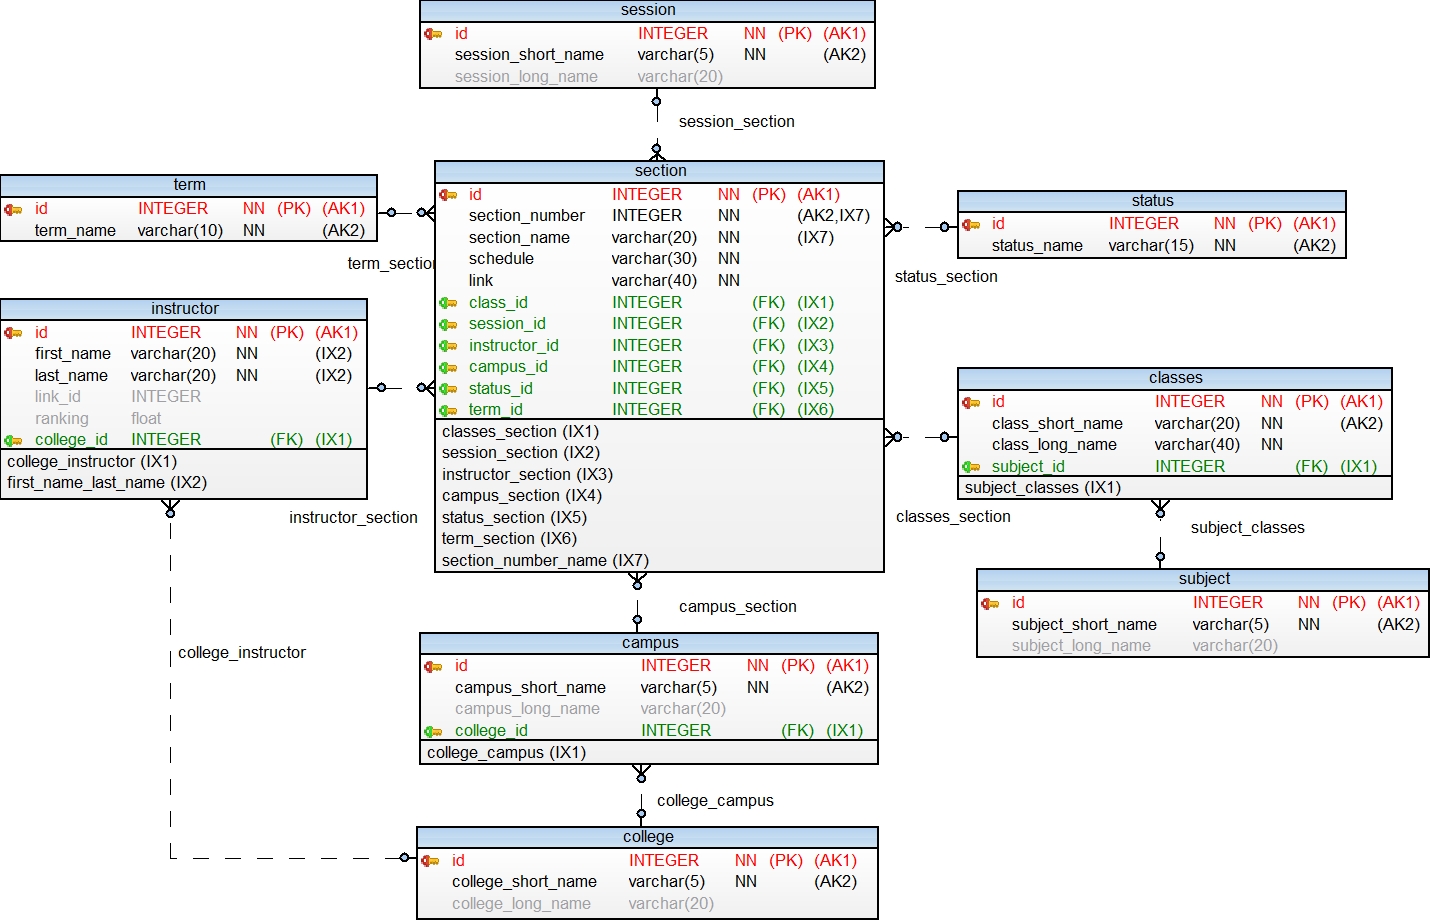 session
id INTEGER NN (PK) (AK1)
session_short_name varchar(5) NN (AK2)
session_long_name varchar(20)
session_section
term
id INTEGER NN (PK) (AK1)
term_name varchar(10) NN (AK2)
term_section
section
id INTEGER NN (PK) (AK1)
section_number INTEGER NN (AK2,IX7)
section_name varchar(20) NN (IX7)
schedule varchar(30) NN
link varchar(40) NN
class_id INTEGER (FK) (IX1)
session_id INTEGER (FK) (IX2)
instructor_id INTEGER (FK) (IX3)
campus_id INTEGER (FK) (IX4)
status_id INTEGER (FK) (IX5)
term_id INTEGER (FK) (IX6)
classes_section (IX1)
session_section (IX2)
instructor_section (IX3)
campus_section (IX4)
status_section (IX5)
term_section (IX6)
section_number_name (IX7)
status
id INTEGER NN (PK) (AK1)
status_name varchar(15) NN (AK2)
status_section
instructor
id INTEGER NN (PK) (AK1)
first_name varchar(20) NN (IX2)
last_name varchar(20) NN (IX2)
link_id INTEGER
ranking float
college_id INTEGER (FK) (IX1)
college_instructor (IX1)
first_name_last_name (IX2)
instructor_section
classes
id INTEGER NN (PK) (AK1)
class_short_name varchar(20) NN (AK2)
class_long_name varchar(40) NN
subject_id INTEGER (FK) (IX1)
subject_classes (IX1)
classes_section
subject_classes
subject
id INTEGER NN (PK) (AK1)
subject_short_name varchar(5) NN (AK2)
subject_long_name varchar(20)
campus_section
campus
id INTEGER NN (PK) (AK1)
campus_short_name varchar(5) NN (AK2)
campus_long_name varchar(20)
college_id INTEGER (FK) (IX1)
college_campus (IX1)
college_instructor
college_campus
college
id INTEGER NN (PK) (AK1)
college_short_name varchar(5) NN (AK2)
college_long_name varchar(20)